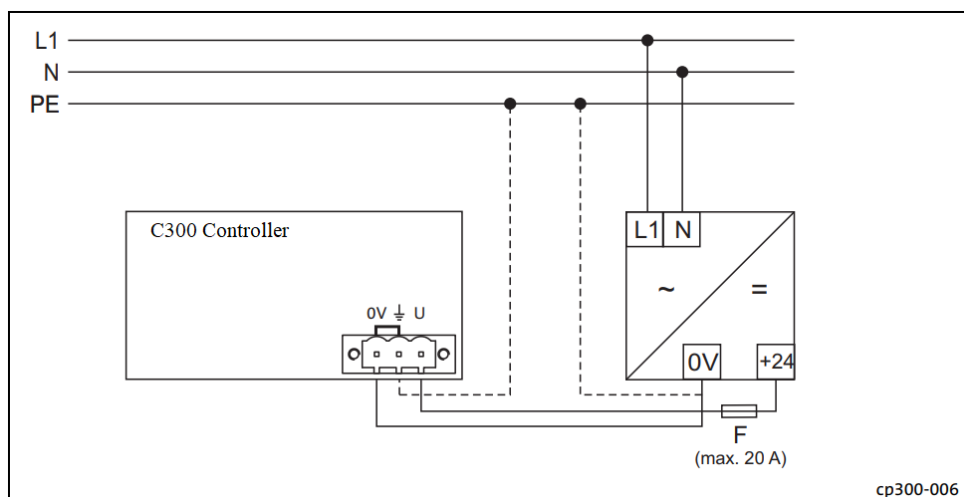 L1
N
PE
C300 Controller
0V ⏚ U
L1 N
~ =
0V +24
F
(max. 20 A)
cp300-006